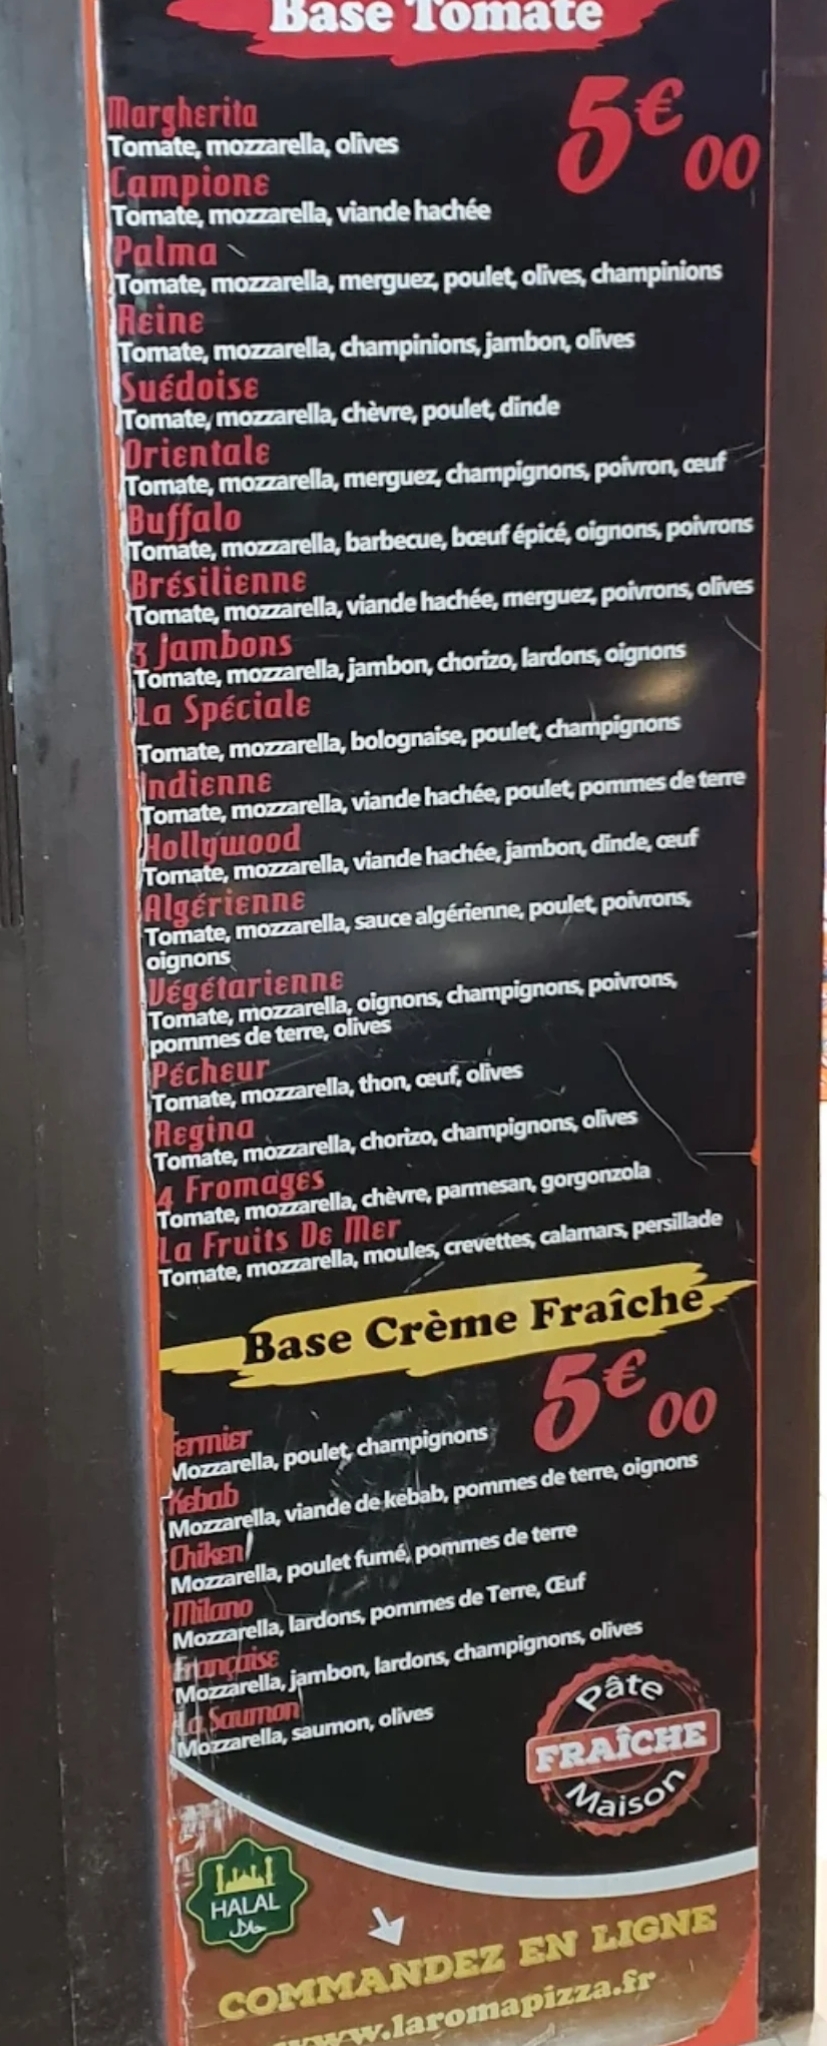 Base Tomate
5€00
Margherita
Tomate, mozzarella, olives
Campione
Tomate, mozzarella, viande hachée
Palma
Tomate, mozzarella, merguez, poulet, olives, champinions
Reine
Tomate, mozzarella, champinions, jambon, olives
Suédoise
Tomate, mozzarella, chèvre, poulet, dinde
Orientale
Tomate, mozzarella, merguez, champignons, poivron, œuf
Buffalo
Tomate, mozzarella, barbecue, bœuf épicé, oignons, poivrons
Brésilienne
Tomate, mozzarella, viande hachée, merguez, poivrons, olives
3 Jambons
Tomate, mozzarella, jambon, chorizo, lardons, oignons
La Spéciale
Tomate, mozzarella, bolognaise, poulet, champignons
Indienne
Tomate, mozzarella, viande hachée, poulet, pommes de terre
Hollywood
Tomate, mozzarella, viande hachée, jambon, dinde, œuf
Algérienne
Tomate, mozzarella, sauce algérienne, poulet, poivrons,
oignons
Végétarienne
Tomate, mozzarella, oignons, champignons, poivrons,
pommes de terre, olives
Pécheur
Tomate, mozzarella, thon, œuf, olives
Regina
Tomate, mozzarella, chorizo, champignons, olives
4 Fromages
Tomate, mozzarella, chèvre, parmesan, gorgonzola
La Fruits De Mer
Tomate, mozzarella, moules, crevettes, calamars, persillade
Base Crème Fraîche
5€00
ermier
Mozzarella, poulet, champignons
Kebab
Mozzarella, viande de kebab, pommes de terre, oignons
Chiken
Mozzarella, poulet fumé, pommes de terre
Milano
Mozzarella, lardons, pommes de Terre, Œuf
Française
Mozzarella, jambon, lardons, champignons, olives
La Saumon
Mozzarella, saumon, olives
Pâte
FRAÎCHE
Maison
HALAL
حلال
COMMANDEZ EN LIGNE
www.laromapizza.fr